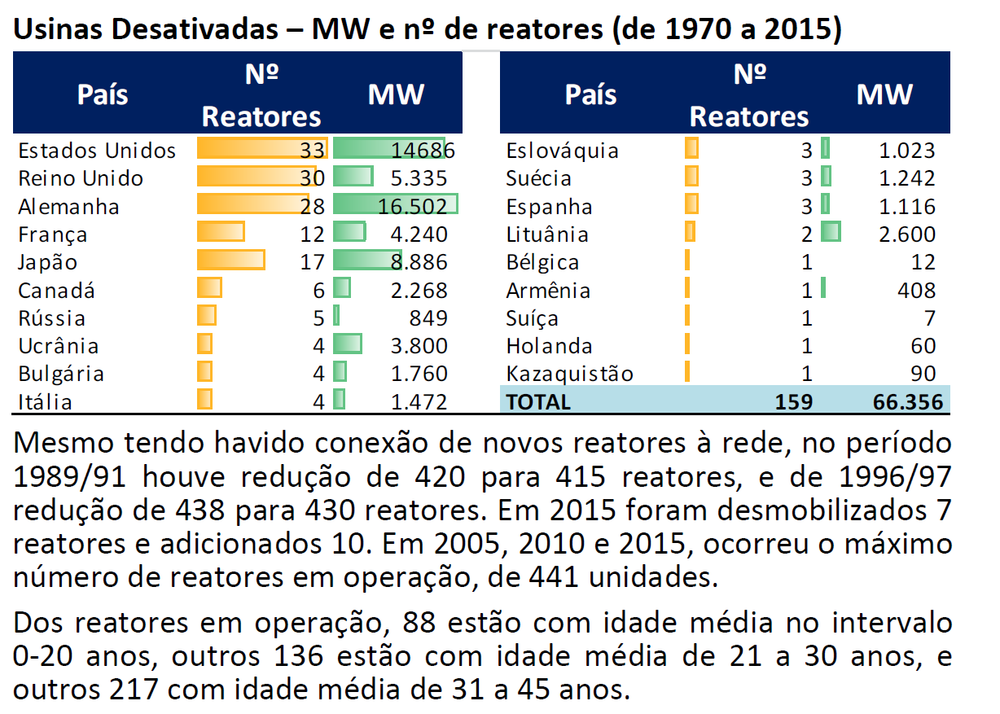 Usinas Desativadas – MW e nº de reatores (de 1970 a 2015)
País Nº Reatores MW
Estados Unidos 33 14686
Reino Unido 30 5.335
Alemanha 28 16.502
França 12 4.240
Japão 17 8.886
Canadá 6 2.268
Rússia 5 849
Ucrânia 4 3.800
Bulgária 4 1.760
Itália 4 1.472
País Nº Reatores MW
Eslováquia 3 1.023
Suécia 3 1.242
Espanha 3 1.116
Lituânia 2 2.600
Bélgica 1 12
Armênia 1 408
Suíça 1 7
Holanda 1 60
Kazaquistão 1 90
TOTAL 159 66.356
Mesmo tendo havido conexão de novos reatores à rede, no período
1989/91 houve redução de 420 para 415 reatores, e de 1996/97
redução de 438 para 430 reatores. Em 2015 foram desmobilizados 7
reatores e adicionados 10. Em 2005, 2010 e 2015, ocorreu o máximo
número de reatores em operação, de 441 unidades.
Dos reatores em operação, 88 estão com idade média no intervalo
0-20 anos, outros 136 estão com idade média de 21 a 30 anos, e
outros 217 com idade média de 31 a 45 anos.